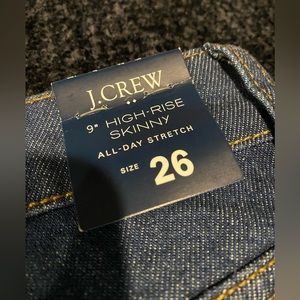 J.CREW
9" HIGH-RISE
SKINNY
ALL-DAY STRETCH
SIZE 26